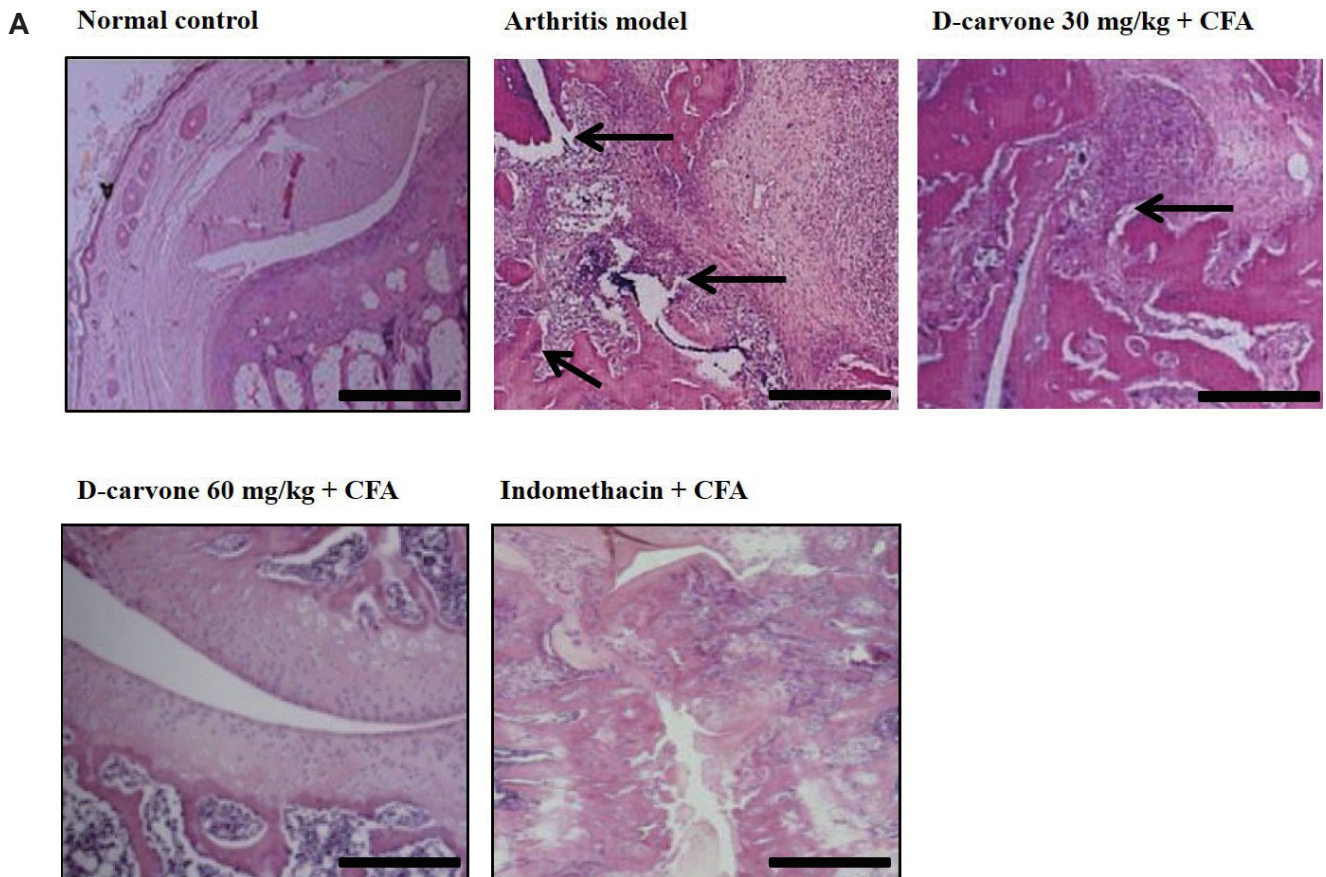 A
Normal control
Arthritis model
D-carvone 30 mg/kg + CFA
D-carvone 60 mg/kg + CFA
Indomethacin + CFA